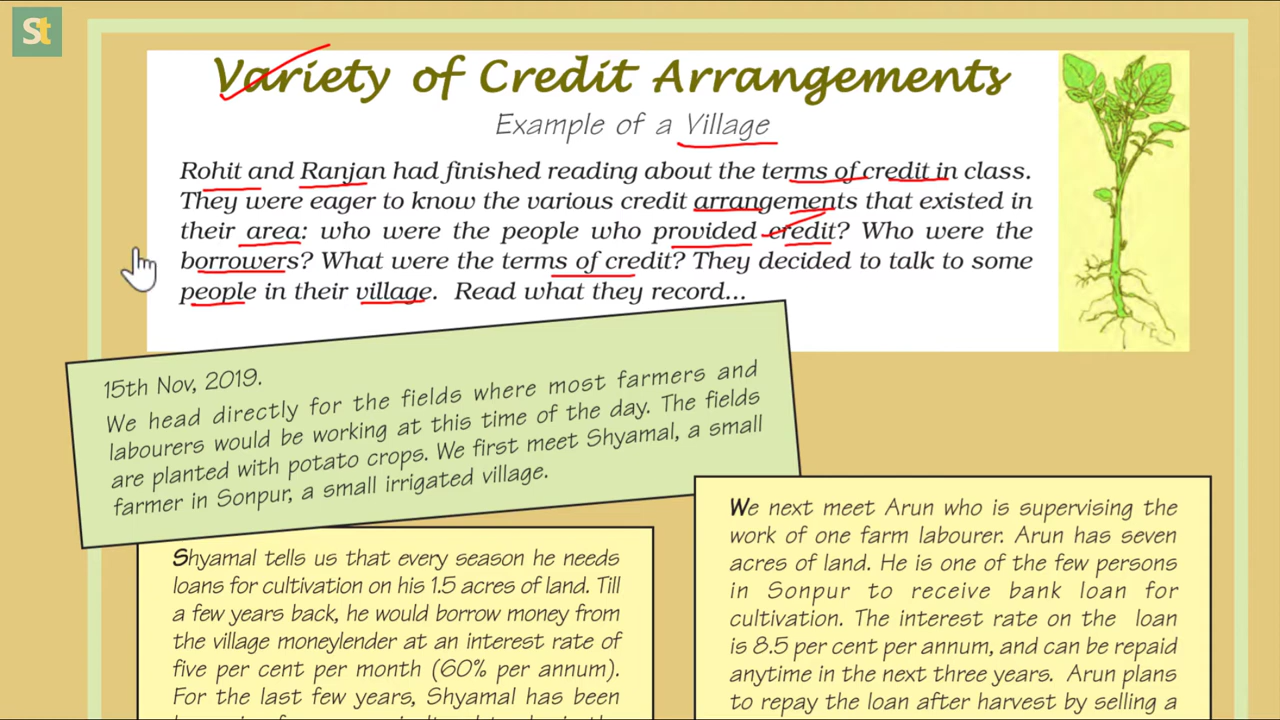 St
Variety of Credit Arrangements
Example of a Village
Rohit and Ranjan had finished reading about the terms of credit in class.
They were eager to know the various credit arrangements that existed in
their area: who were the people who provided credit? Who were the
borrowers? What were the terms of credit? They decided to talk to some
people in their village. Read what they record...
15th Nov, 2019.
We head directly for the fields where most farmers and
labourers would be working at this time of the day. The fields
are planted with potato crops. We first meet Shyamal, a small
farmer in Sonpur, a small irrigated village.
Shyamal tells us that every season he needs
loans for cultivation on his 1.5 acres of land. Till
a few years back, he would borrow money from
the village moneylender at an interest rate of
five per cent per month (60% per annum).
For the last few years, Shyamal has been
We next meet Arun who is supervising the
work of one farm labourer. Arun has seven
acres of land. He is one of the few persons
in Sonpur to receive bank loan for
cultivation. The interest rate on the loan
is 8.5 per cent per annum, and can be repaid
anytime in the next three years. Arun plans
to repay the loan after harvest by selling a